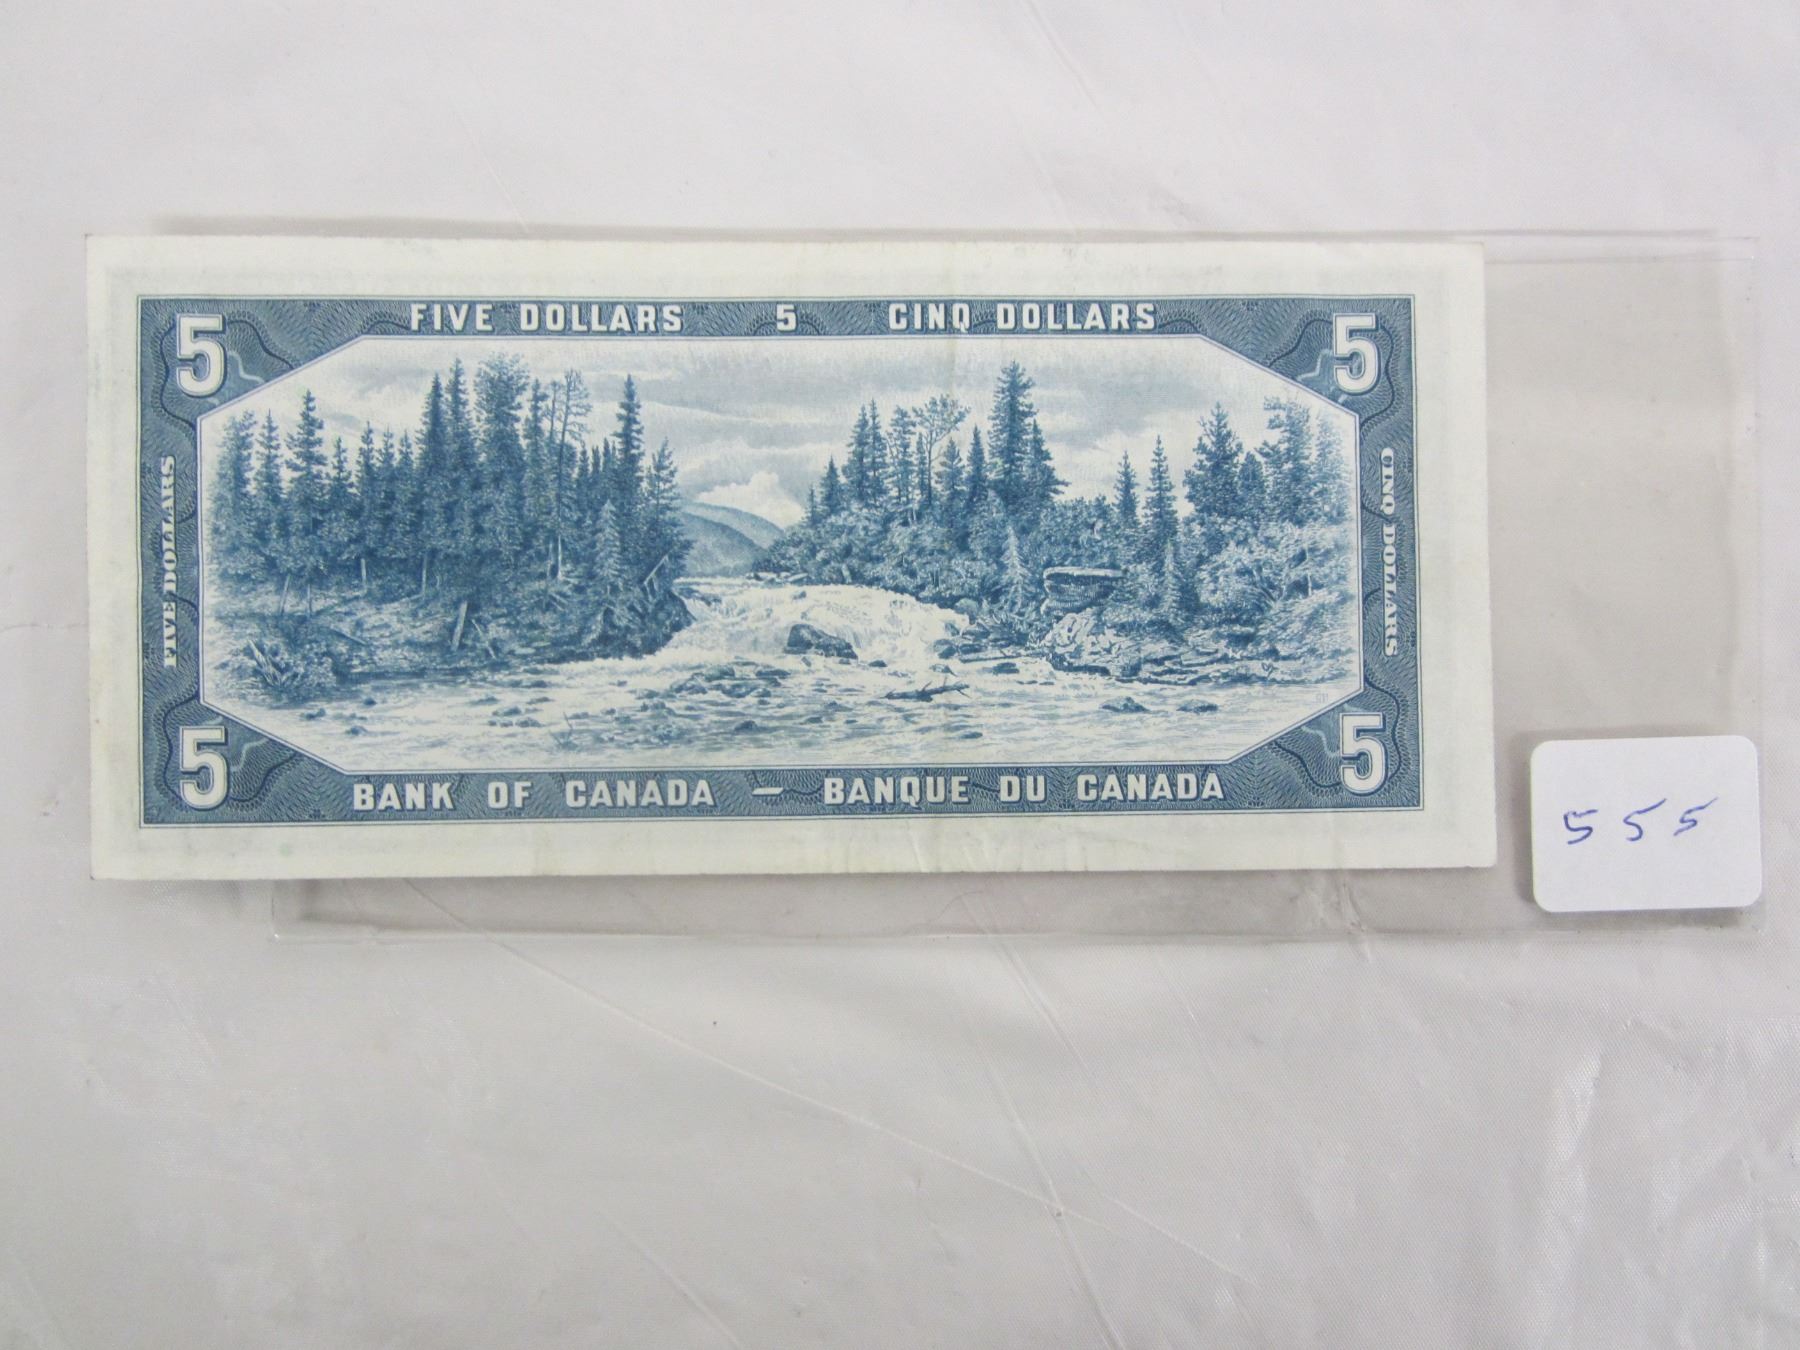 5 FIVE DOLLARS 5 CINQ DOLLARS 5
FIVE DOLLARS
CINQ DOLLARS
5 BANK OF CANADA — BANQUE DU CANADA 5
555